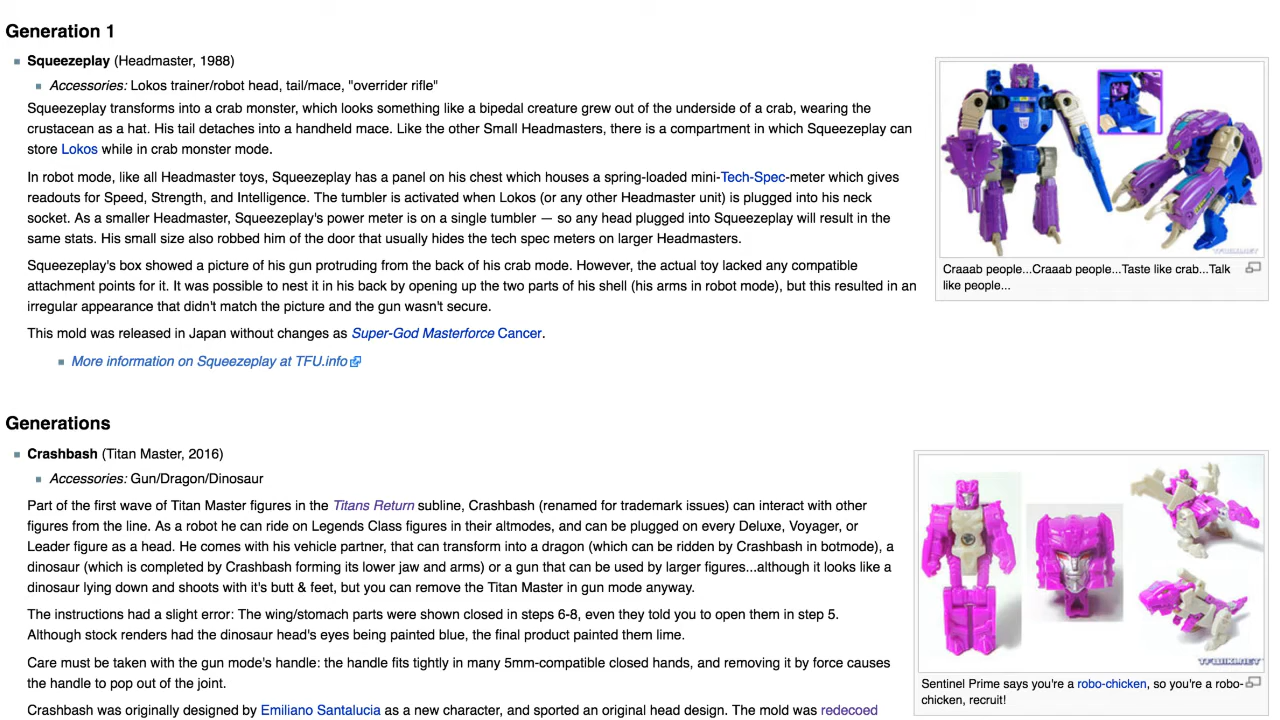 Generation 1
Squeezeplay (Headmaster, 1988)
Accessories: Lokos trainer/robot head, tail/mace, "overrider rifle"
Squeezeplay transforms into a crab monster, which looks something like a bipedal creature grew out of the underside of a crab, wearing the
crustacean as a hat. His tail detaches into a handheld mace. Like the other Small Headmasters, there is a compartment in which Squeezeplay can
store Lokos while in crab monster mode.
In robot mode, like all Headmaster toys, Squeezeplay has a panel on his chest which houses a spring-loaded mini-Tech-Spec-meter which gives
readouts for Speed, Strength, and Intelligence. The tumbler is activated when Lokos (or any other Headmaster unit) is plugged into his neck
socket. As a smaller Headmaster, Squeezeplay's power meter is on a single tumbler — so any head plugged into Squeezeplay will result in the
same stats. His small size also robbed him of the door that usually hides the tech spec meters on larger Headmasters.
Squeezeplay's box showed a picture of his gun protruding from the back of his crab mode. However, the actual toy lacked any compatible
attachment points for it. It was possible to nest it in his back by opening up the two parts of his shell (his arms in robot mode), but this resulted in an
irregular appearance that didn't match the picture and the gun wasn't secure.
This mold was released in Japan without changes as Super-God Masterforce Cancer.
More information on Squeezeplay at TFU.info
TFWIKI.NET
Craaab people...Craaab people...Taste like crab...Talk
like people...
Generations
Crashbash (Titan Master, 2016)
Accessories: Gun/Dragon/Dinosaur
Part of the first wave of Titan Master figures in the Titans Return subline, Crashbash (renamed for trademark issues) can interact with other
figures from the line. As a robot he can ride on Legends Class figures in their altmodes, and can be plugged on every Deluxe, Voyager, or
Leader figure as a head. He comes with his vehicle partner, that can transform into a dragon (which can be ridden by Crashbash in botmode), a
dinosaur (which is completed by Crashbash forming its lower jaw and arms) or a gun that can be used by larger figures...although it looks like a
dinosaur lying down and shoots with it's butt & feet, but you can remove the Titan Master in gun mode anyway.
The instructions had a slight error: The wing/stomach parts were shown closed in steps 6-8, even they told you to open them in step 5.
Although stock renders had the dinosaur head's eyes being painted blue, the final product painted them lime.
Care must be taken with the gun mode's handle: the handle fits tightly in many 5mm-compatible closed hands, and removing it by force causes
the handle to pop out of the joint.
Crashbash was originally designed by Emiliano Santalucia as a new character, and sported an original head design. The mold was redecoed
TFWIKI.NET
Sentinel Prime says you're a robo-chicken, so you're a robo-
chicken, recruit!